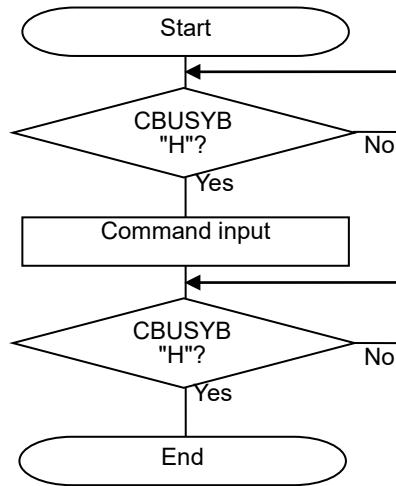 Start
CBUSYB
"H"?
No
Yes
Command input
CBUSYB
"H"?
No
Yes
End